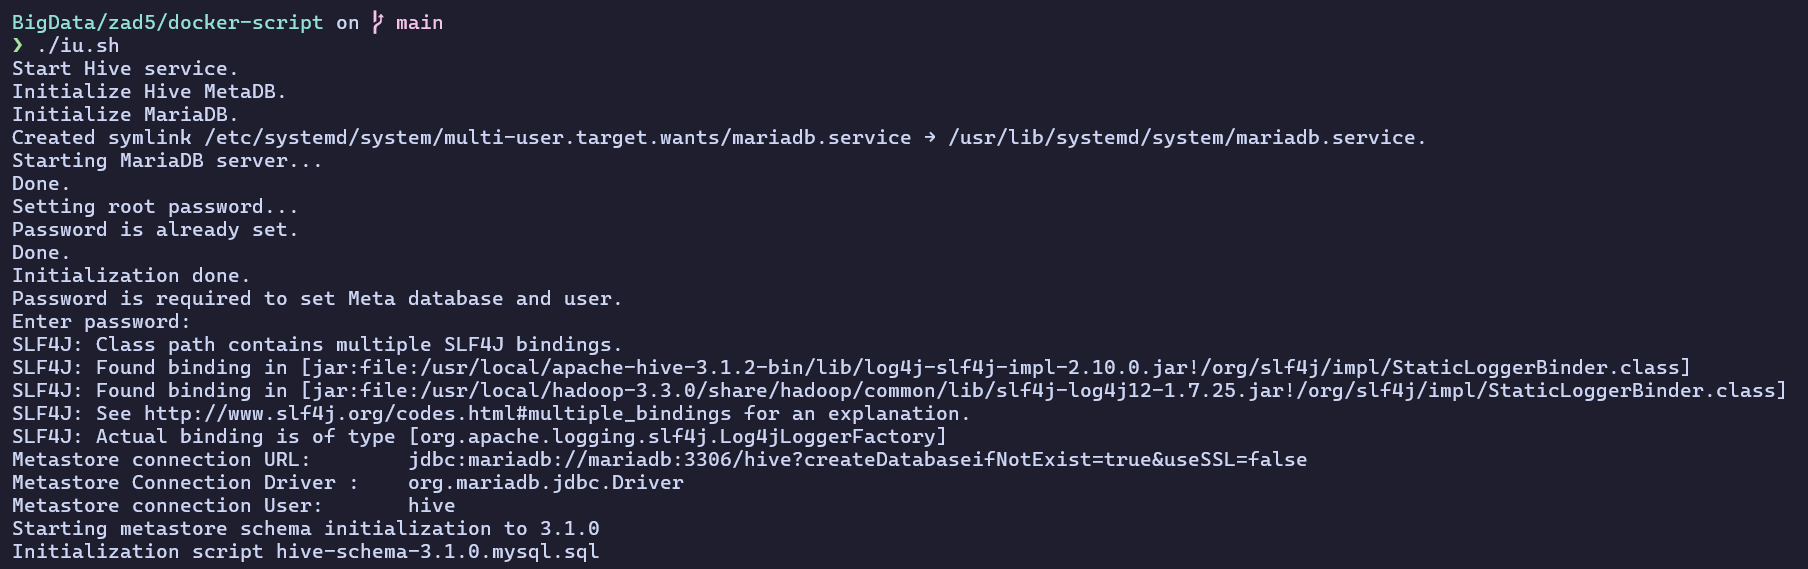 BigData/zad5/docker-script on  main
❯ ./iu.sh
Start Hive service.
Initialize Hive MetaDB.
Initialize MariaDB.
Created symlink /etc/systemd/system/multi-user.target.wants/mariadb.service → /usr/lib/systemd/system/mariadb.service.
Starting MariaDB server...
Done.
Setting root password...
Password is already set.
Done.
Initialization done.
Password is required to set Meta database and user.
Enter password:
SLF4J: Class path contains multiple SLF4J bindings.
SLF4J: Found binding in [jar:file:/usr/local/apache-hive-3.1.2-bin/lib/log4j-slf4j-impl-2.10.0.jar!/org/slf4j/impl/StaticLoggerBinder.class]
SLF4J: Found binding in [jar:file:/usr/local/hadoop-3.3.0/share/hadoop/common/lib/slf4j-log4j12-1.7.25.jar!/org/slf4j/impl/StaticLoggerBinder.class]
SLF4J: See http://www.slf4j.org/codes.html#multiple_bindings for an explanation.
SLF4J: Actual binding is of type [org.apache.logging.slf4j.Log4jLoggerFactory]
Metastore connection URL:        jdbc:mariadb://mariadb:3306/hive?createDatabaseifNotExist=true&useSSL=false
Metastore Connection Driver :    org.mariadb.jdbc.Driver
Metastore connection User:       hive
Starting metastore schema initialization to 3.1.0
Initialization script hive-schema-3.1.0.mysql.sql